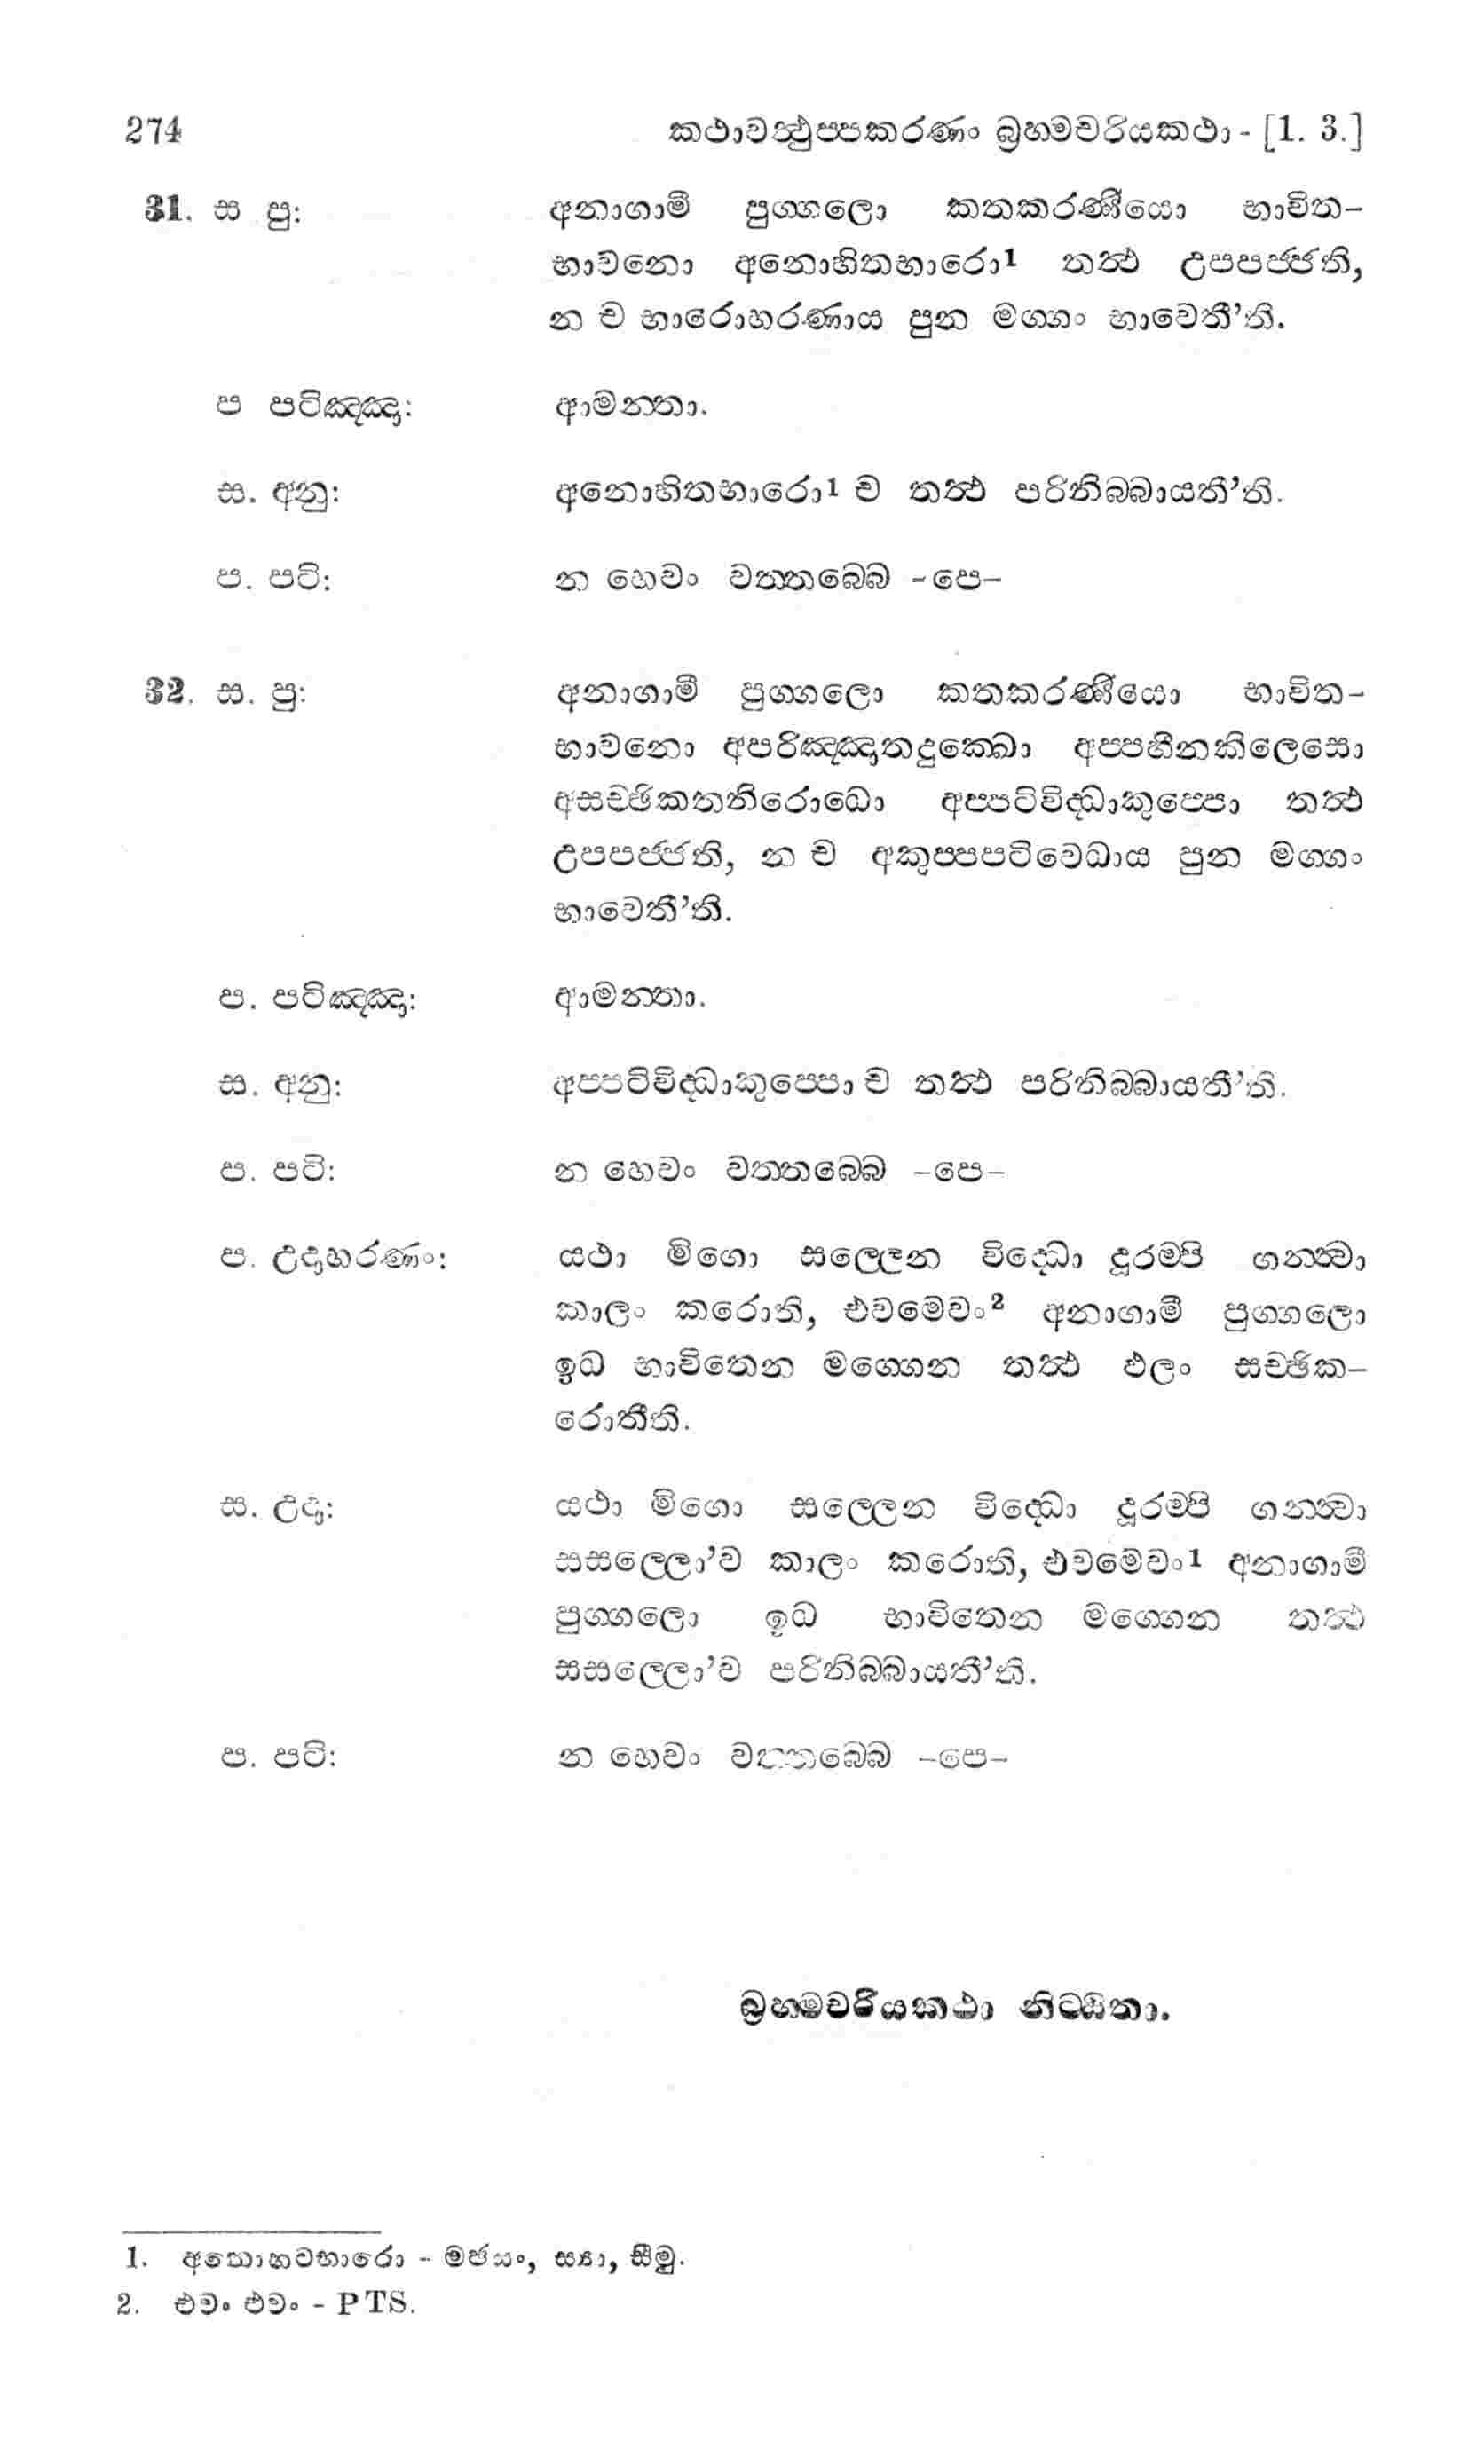 274 කථාවත්‍ථුප්පකරණං බ්‍රහ්මචරියකථා - [1. 3.]
31. ස පු: අනාගාමී පුග්ගලො කතකරණීයො භාවිත-
භාවනො අනොහිතභාරො1 තත්‍ථ උපපජ්ජති,
න ච භාරොහරණාය පුන මග්ගං භාවෙතී’ති.
ප පටිඤ්ඤා: ආමන්තා.
ස. අනු: අනොහිතභාරො1 ච තත්‍ථ පරිනිබ්බායතී’ති.
ප. පටි: න හෙවං වත්තබ්බෙ -පෙ-
32. ස. පු: අනාගාමී පුග්ගලො කතකරණීයො භාවිත-
භාවනො අපරිඤ්ඤාතදුක්ඛො අප්පහීනකිලෙසො
අසච්ඡිකතනිරොධො අප්පටිවිද්ධාකුප්පො තත්‍ථ
උපපජ්ජති, න ච අකුප්පපටිවෙධාය පුන මග්ගං
භාවෙතී’ති.
ප. පටිඤ්ඤා: ආමන්තා.
ස. අනු: අප්පටිවිද්ධාකුප්පො ච තත්‍ථ පරිනිබ්බායතී’ති.
ප. පටි: න හෙවං වත්තබ්බෙ -පෙ-
ප. උදාහරණං: යථා මිගො සල්ලෙන විද්ධො දූරම්පි ගන්ත්‍වා
කාලං කරොති, එවමෙවං2 අනාගාමී පුග්ගලො
ඉධ භාවිතෙන මග්ගෙන තත්‍ථ ඵලං සච්ඡික-
රොතීති.
ස. උදා: යථා මිගො සල්ලෙන විද්ධො දූරම්පි ගන්ත්‍වා
සසල්ලො’ව කාලං කරොති, එවමෙවං1 අනාගාමී
පුග්ගලො ඉධ භාවිතෙන මග්ගෙන තත්‍ථ
සසල්ලො’ව පරිනිබ්බායතී’ති.
ප. පටි: න හෙවං වත්තබ්බෙ -පෙ-
බ්‍රහ්මචරියකථා නිට්ඨිතා.
1. අනොහටභාරො - මජසං, ස්‍යා, සීමු.
2. එවං එවං - PTS.